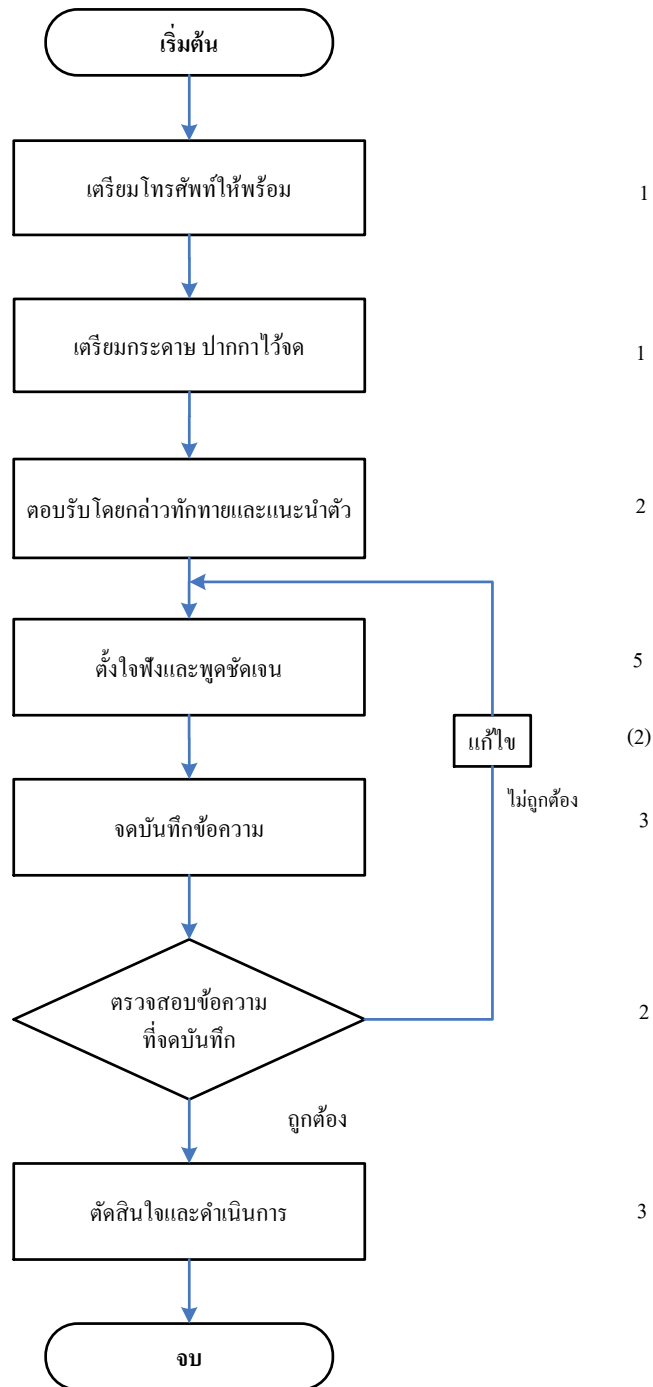 เริ่มต้น
เตรียมโทรศัพท์ให้พร้อม
1
เตรียมกระดาษ ปากกาไว้จด
1
ตอบรับโดยกล่าวทักทายและแนะนำตัว
2
ตั้งใจฟังและพูดชัดเจน
5
แก้ไข
(2)
ไม่ถูกต้อง
จดบันทึกข้อความ
3
ตรวจสอบข้อความ
ที่จดบันทึก
2
ถูกต้อง
ตัดสินใจและดำเนินการ
3
จบ